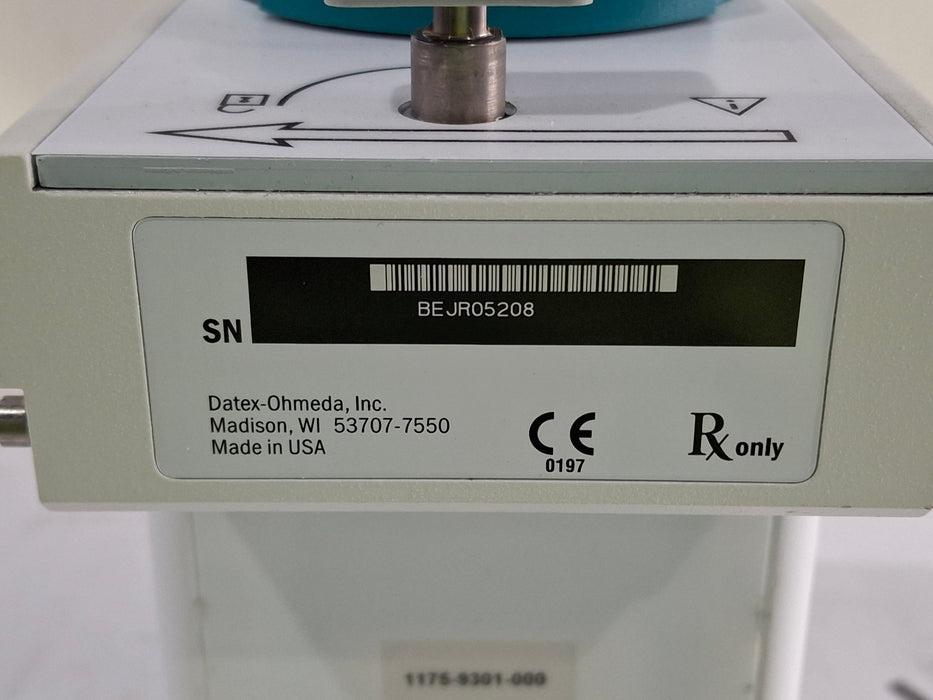 BEJR05208
SN
Datex-Ohmeda, Inc.
Madison, WI 53707-7550
Made in USA
CE
0197
Rx only
1175-9301-000